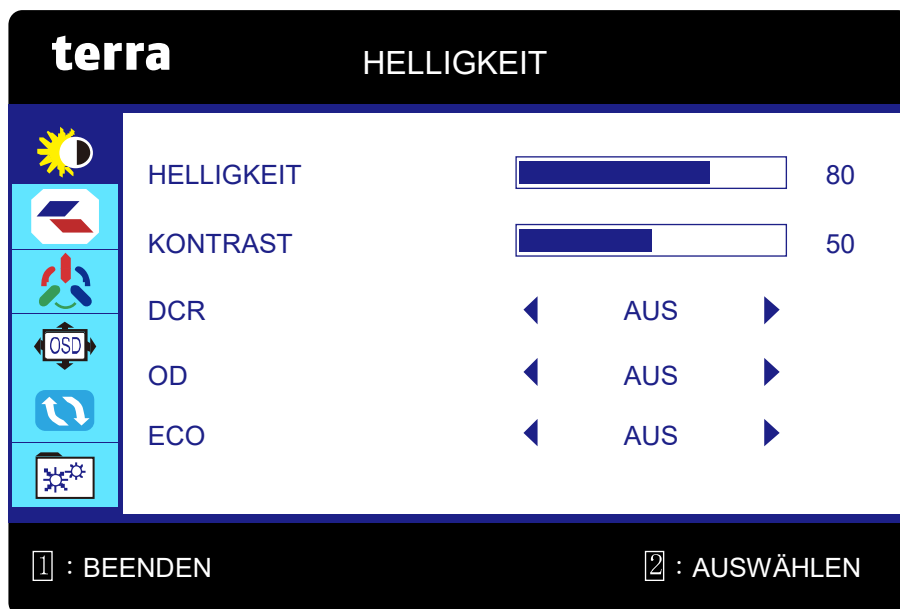 terra
HELLIGKEIT
HELLIGKEIT 80
KONTRAST 50
DCR AUS
OSD
OD AUS
ECO AUS
1 : BEENDEN 2 : AUSWÄHLEN